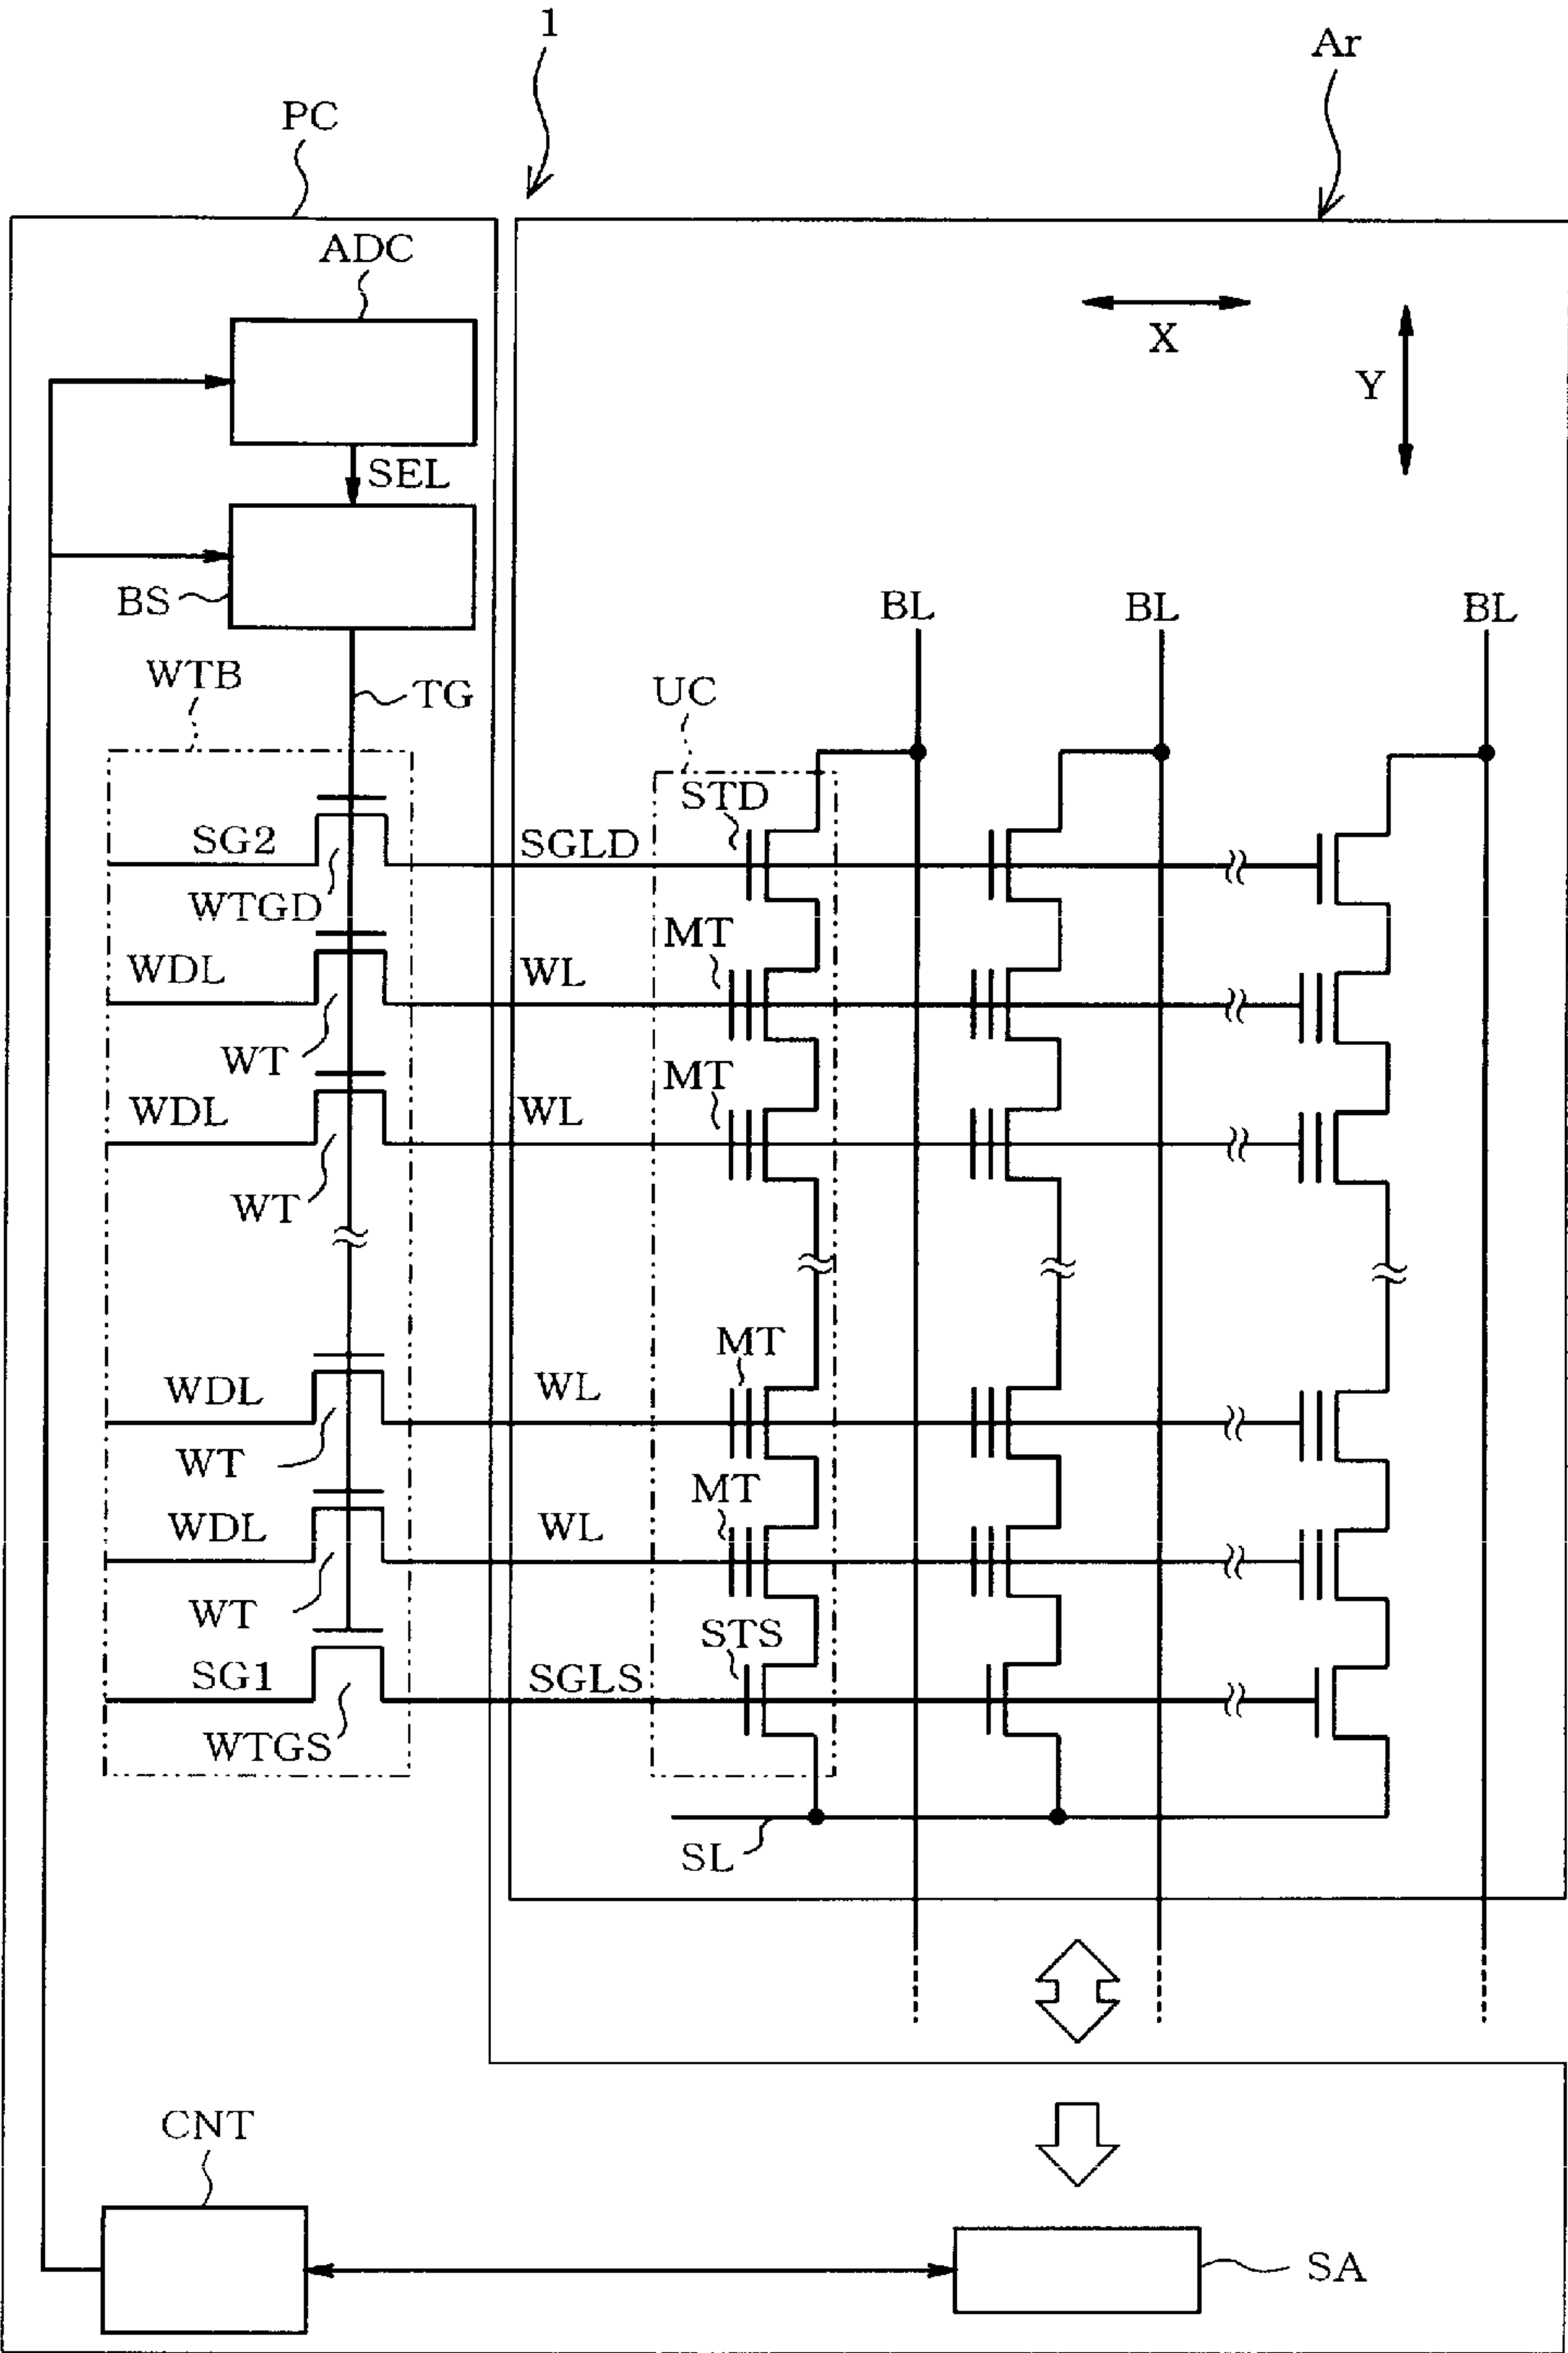 1
Ar
PC
ADC
X
Y
SEL
BS
BL BL BL
WTB
TG
UC
STD
SG2 SGLD
WTGD
MT
WDL WL
WT
MT
WDL WL
WT
MT
WDL WL
WT
MT
WDL WL
WT
STS
SG1 SGLS
WTGS
SL
CNT
SA